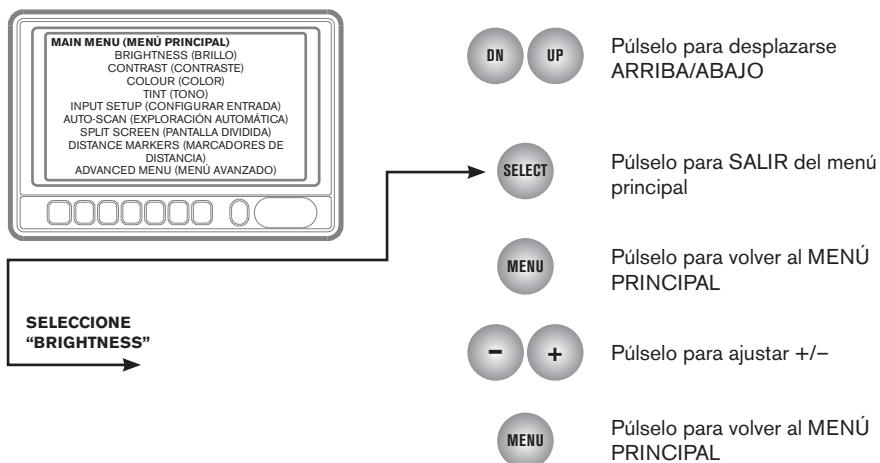 MAIN MENU (MENÚ PRINCIPAL)
BRIGHTNESS (BRILLO)
CONTRAST (CONTRASTE)
COLOUR (COLOR)
TINT (TONO)
INPUT SETUP (CONFIGURAR ENTRADA)
AUTO-SCAN (EXPLORACIÓN AUTOMÁTICA)
SPLIT SCREEN (PANTALLA DIVIDIDA)
DISTANCE MARKERS (MARCADORES DE
DISTANCIA)
ADVANCED MENU (MENÚ AVANZADO)
SELECCIONE
“BRIGHTNESS”
DN UP
Púlselo para desplazarse
ARRIBA/ABAJO
SELECT
Púlselo para SALIR del menú
principal
MENU
Púlselo para volver al MENÚ
PRINCIPAL
– +
Púlselo para ajustar +/–
MENU
Púlselo para volver al MENÚ
PRINCIPAL